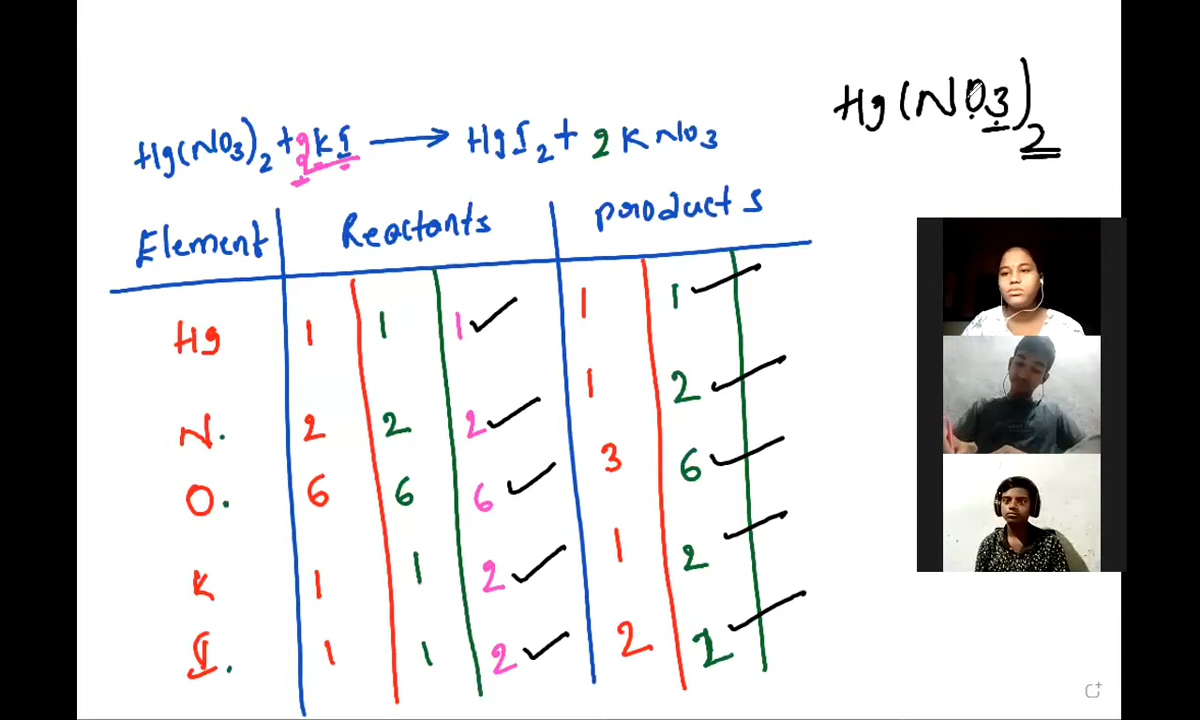 Hg(NO3)2
Hg(NO3)2 + 2KI → HgI2 + 2KNO3
Element Reactants products
Hg 1 1 1 ✓ 1 1 ✓
N. 2 2 2 ✓ 1 2 ✓
O. 6 6 6 ✓ 3 6 ✓
K 1 1 2 ✓ 1 2 ✓
I. 1 1 2 ✓ 2 2 ✓